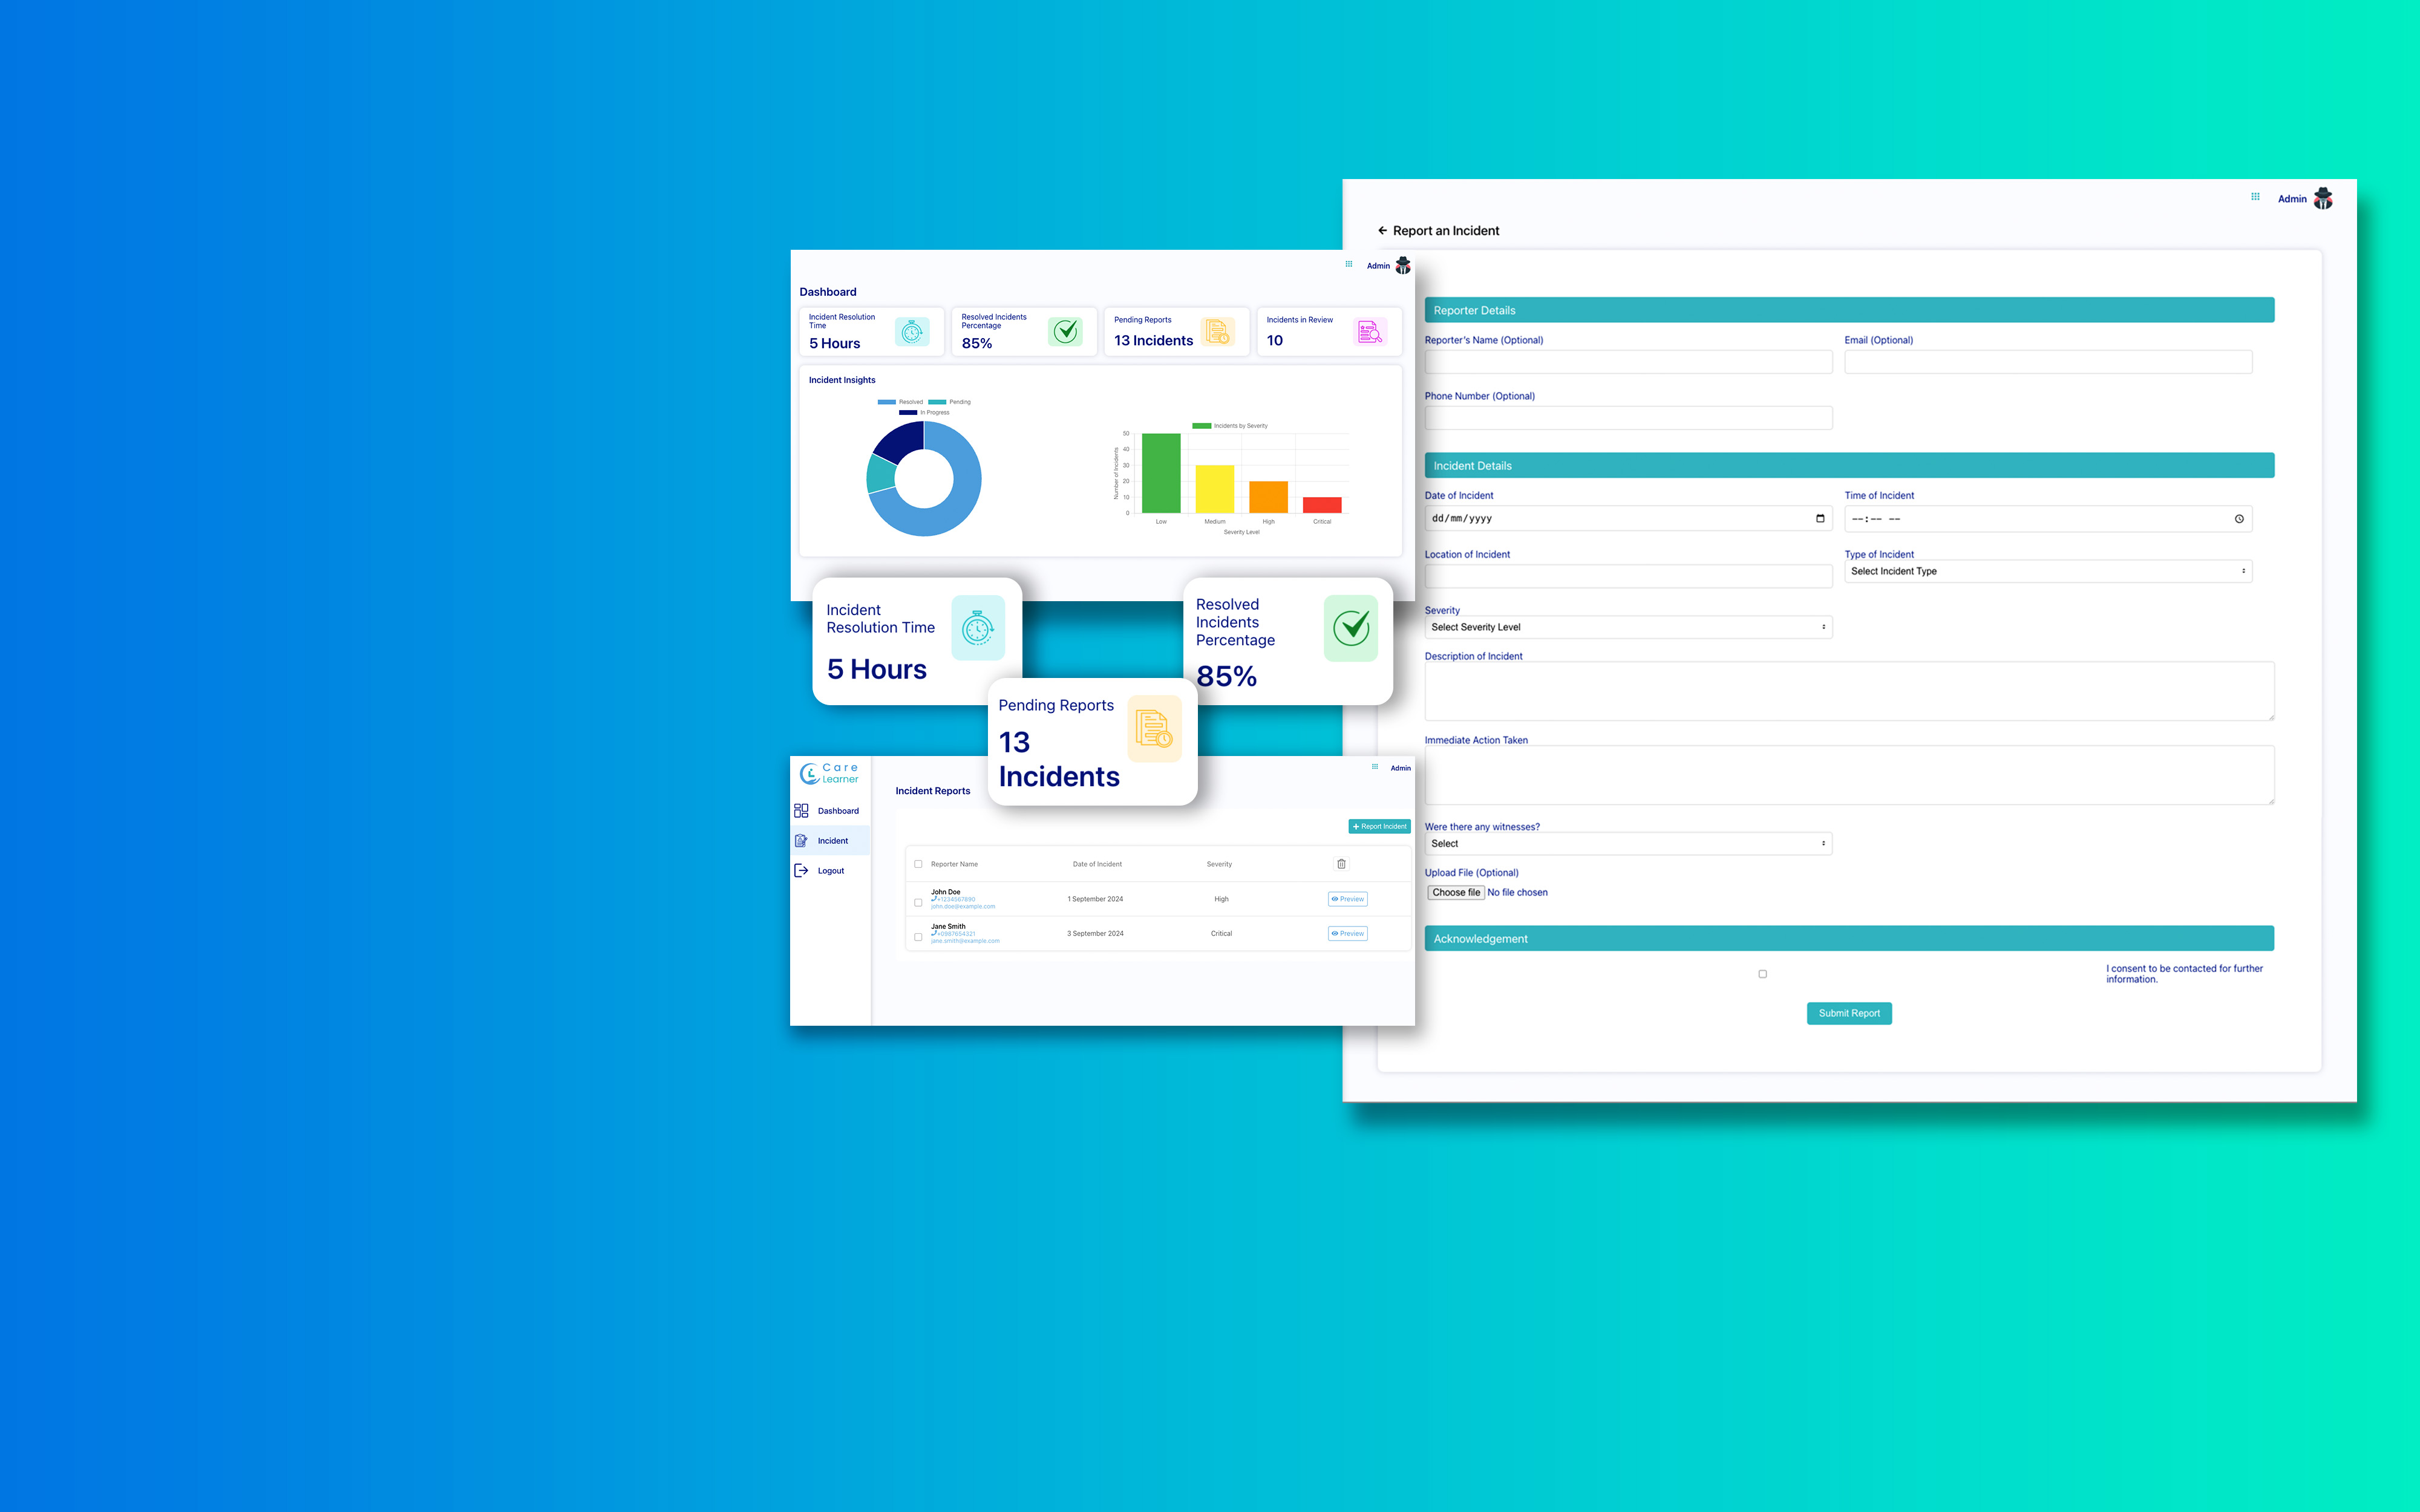 Admin
Dashboard
Incident Resolution
Time
5 Hours
Resolved Incidents
Percentage
85%
Pending Reports
13 Incidents
Incidents in Review
10
Incident Insights
Resolved
Pending
In Progress
Incidents by Severity
Number of Incidents
50
40
30
20
10
0
Low
Medium
High
Critical
Severity Level
Incident
Resolution Time
5 Hours
Resolved
Incidents
Percentage
85%
Pending Reports
13
Incidents
Care
Learner
Dashboard
Incident
Logout
Admin
Incident Reports
+ Report Incident
Reporter Name
Date of Incident
Severity
John Doe
+1234567890
john.doe@example.com
1 September 2024
High
Preview
Jane Smith
+0987654321
jane.smith@example.com
3 September 2024
Critical
Preview
Admin
Report an Incident
Reporter Details
Reporter's Name (Optional)
Email (Optional)
Phone Number (Optional)
Incident Details
Date of Incident
Time of Incident
dd/mm/yyyy
--:-- --
Location of Incident
Type of Incident
Select Incident Type
Severity
Select Severity Level
Description of Incident
Immediate Action Taken
Were there any witnesses?
Select
Upload File (Optional)
Choose file No file chosen
Acknowledgement
I consent to be contacted for further
information.
Submit Report